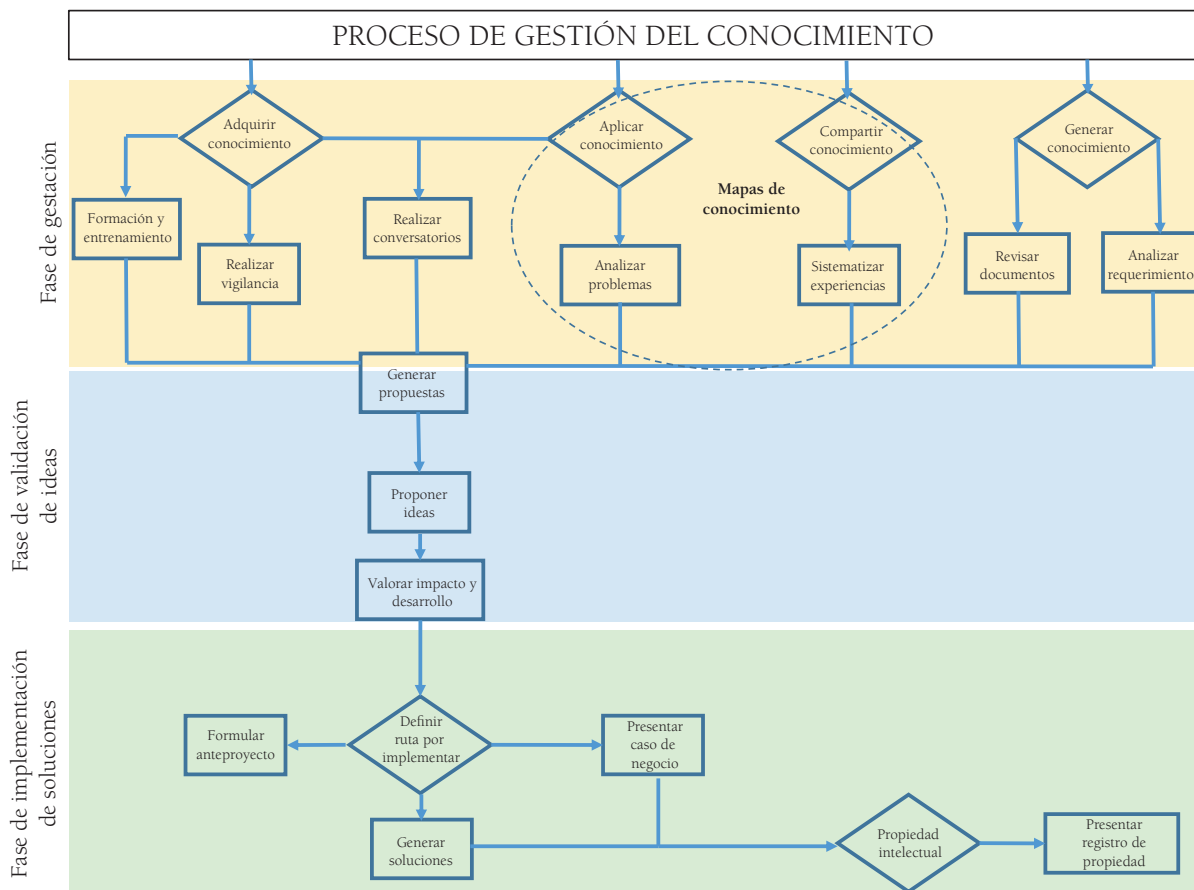 PROCESO DE GESTIÓN DEL CONOCIMIENTO
Fase de gestación
Adquirir
conocimiento
Aplicar
conocimiento
Compartir
conocimiento
Generar
conocimiento
Mapas de
conocimiento
Formación y
entrenamiento
Realizar
vigilancia
Realizar
conversatorios
Analizar
problemas
Sistematizar
experiencias
Revisar
documentos
Analizar
requerimiento
Generar
propuestas
Fase de validación
de ideas
Proponer
ideas
Valorar impacto y
desarrollo
Fase de implementación
de soluciones
Formular
anteproyecto
Definir
ruta por
implementar
Presentar
caso de
negocio
Generar
soluciones
Propiedad
intelectual
Presentar
registro de
propiedad